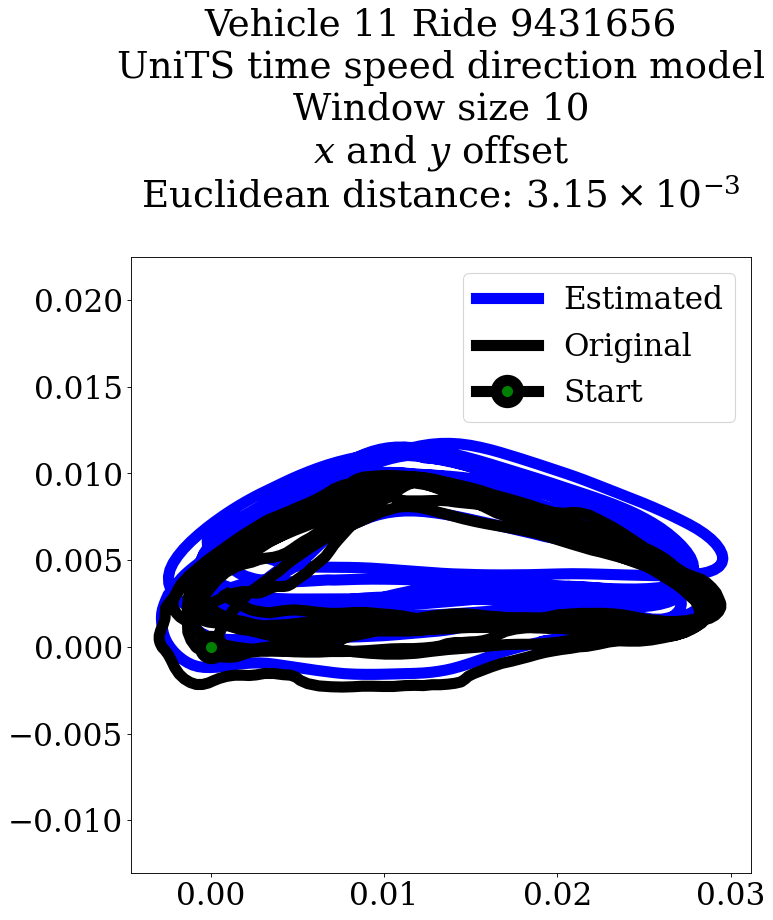 Vehicle 11 Ride 9431656
UniTS time speed direction model
Window size 10
x and y offset
Euclidean distance: 3.15 × 10⁻³
Estimated
Original
Start
0.020
0.015
0.010
0.005
0.000
−0.005
−0.010
0.00 0.01 0.02 0.03